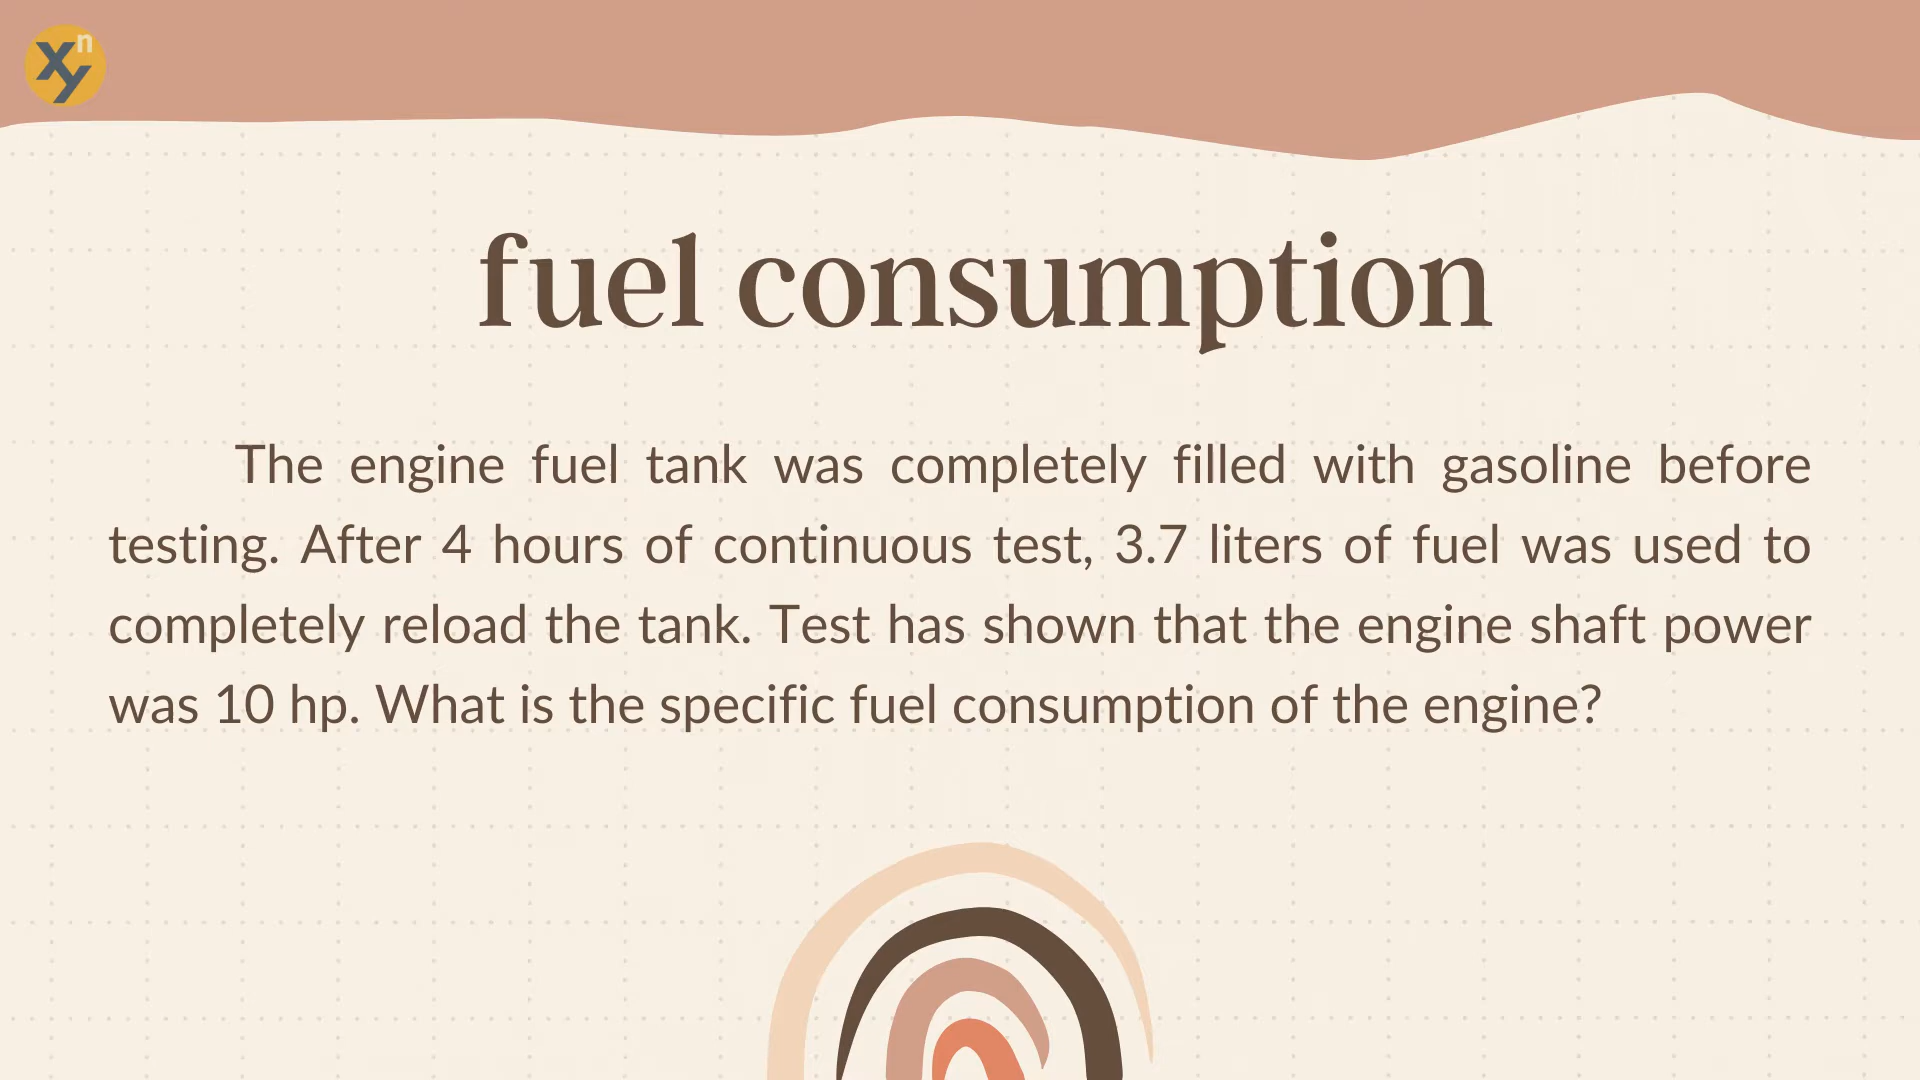 xyn
fuel consumption
The engine fuel tank was completely filled with gasoline before
testing. After 4 hours of continuous test, 3.7 liters of fuel was used to
completely reload the tank. Test has shown that the engine shaft power
was 10 hp. What is the specific fuel consumption of the engine?